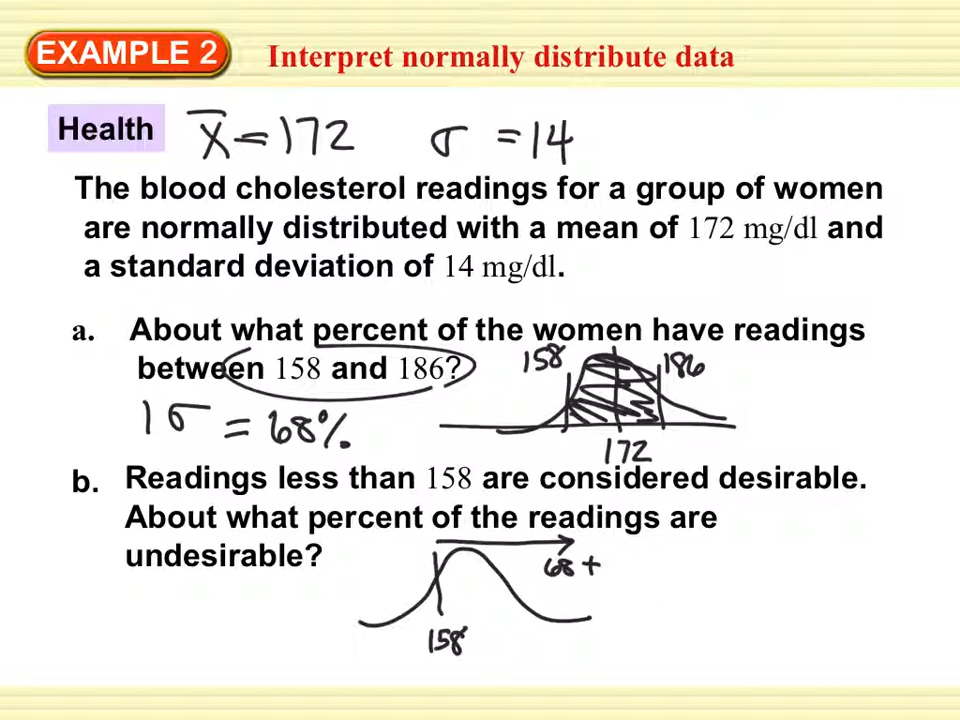 EXAMPLE 2 Interpret normally distribute data
Health x̄ = 172 σ = 14
The blood cholesterol readings for a group of women
are normally distributed with a mean of 172 mg/dl and
a standard deviation of 14 mg/dl.
a. About what percent of the women have readings
between 158 and 186?
158 186
1σ = 68%
172
b. Readings less than 158 are considered desirable.
About what percent of the readings are
undesirable?
68 +
158